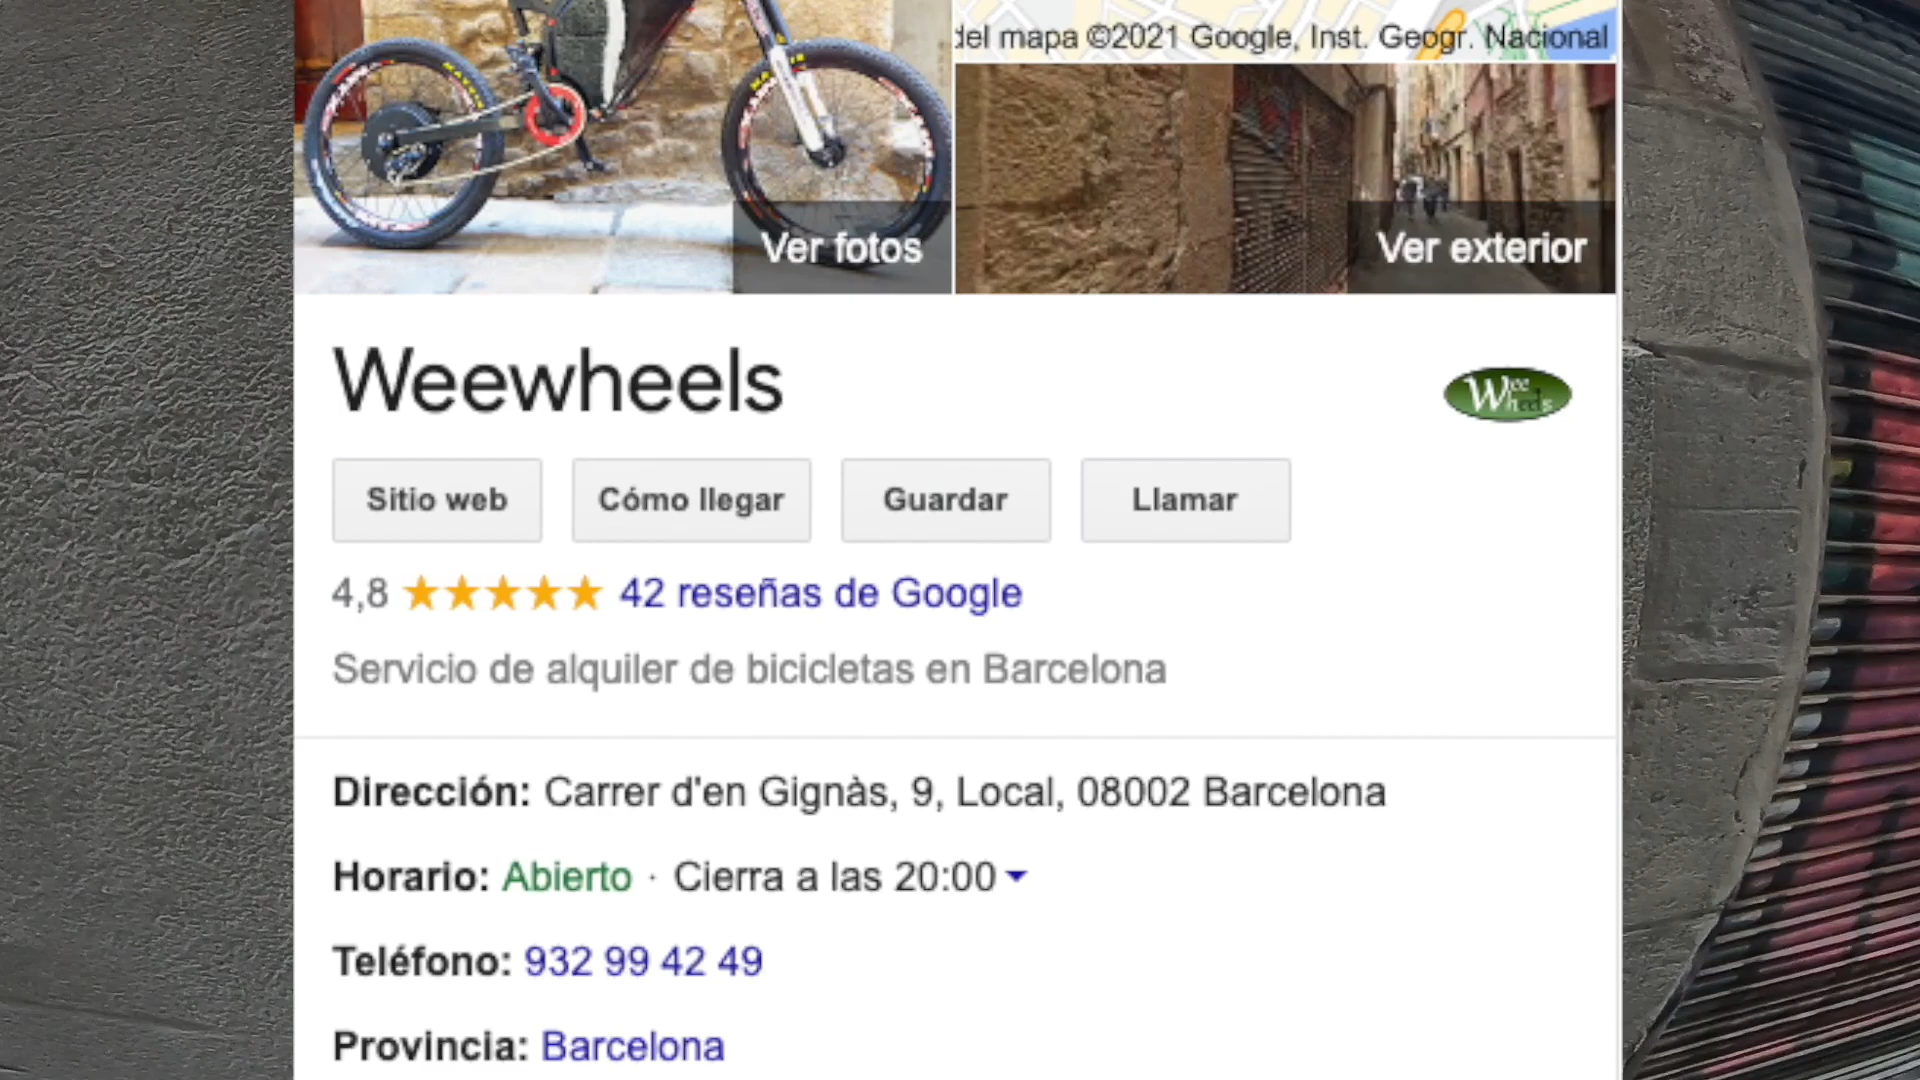 del mapa ©2021 Google, Inst. Geogr. Nacional
Ver fotos
Ver exterior
Weewheels
Wee
Wheels
Sitio web
Cómo llegar
Guardar
Llamar
4,8 42 reseñas de Google
Servicio de alquiler de bicicletas en Barcelona
Dirección: Carrer d'en Gignàs, 9, Local, 08002 Barcelona
Horario: Abierto · Cierra a las 20:00
Teléfono: 932 99 42 49
Provincia: Barcelona